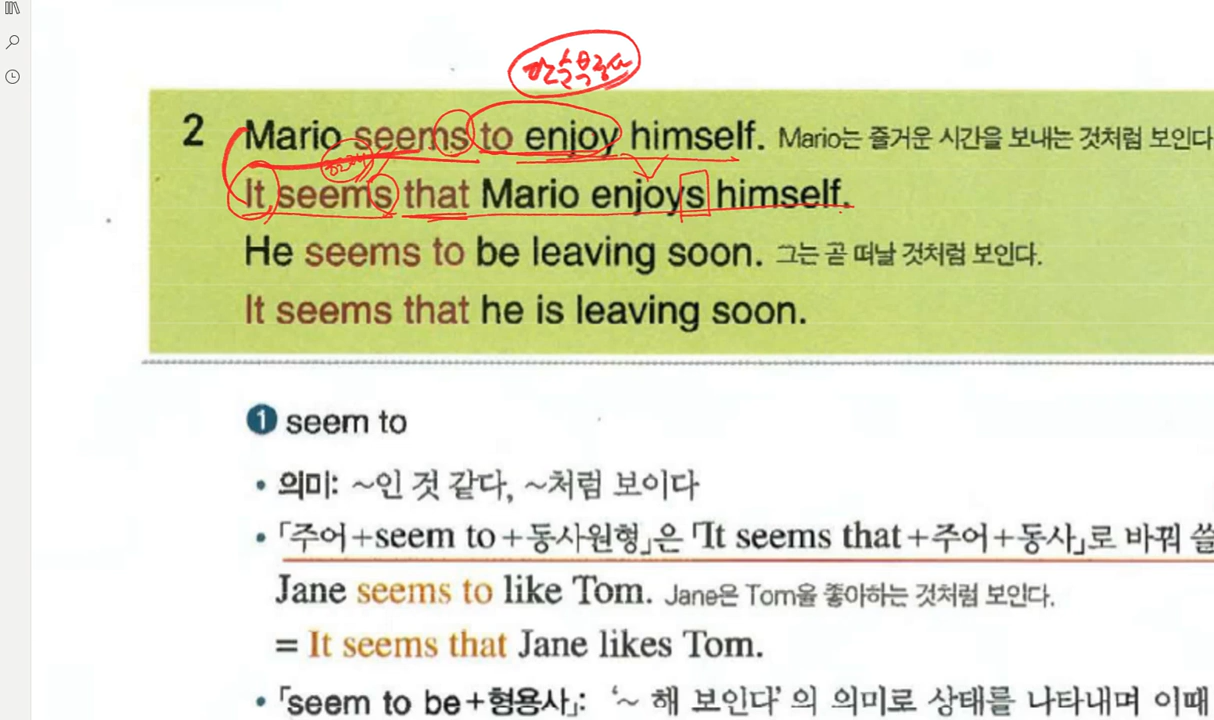 2 Mario seems to enjoy himself. Mario는 즐거운 시간을 보내는 것처럼 보인다
It seems that Mario enjoys himself.
He seems to be leaving soon. 그는 곧 떠날 것처럼 보인다.
It seems that he is leaving soon.
1 seem to
• 의미: ~인 것 같다, ~처럼 보이다
• 「주어+seem to+동사원형」은 「It seems that+주어+동사」로 바꿔 쓸
Jane seems to like Tom. Jane은 Tom을 좋아하는 것처럼 보인다.
= It seems that Jane likes Tom.
• 「seem to be+형용사」: ‘~ 해 보인다’ 의 의미로 상태를 나타내며 이때